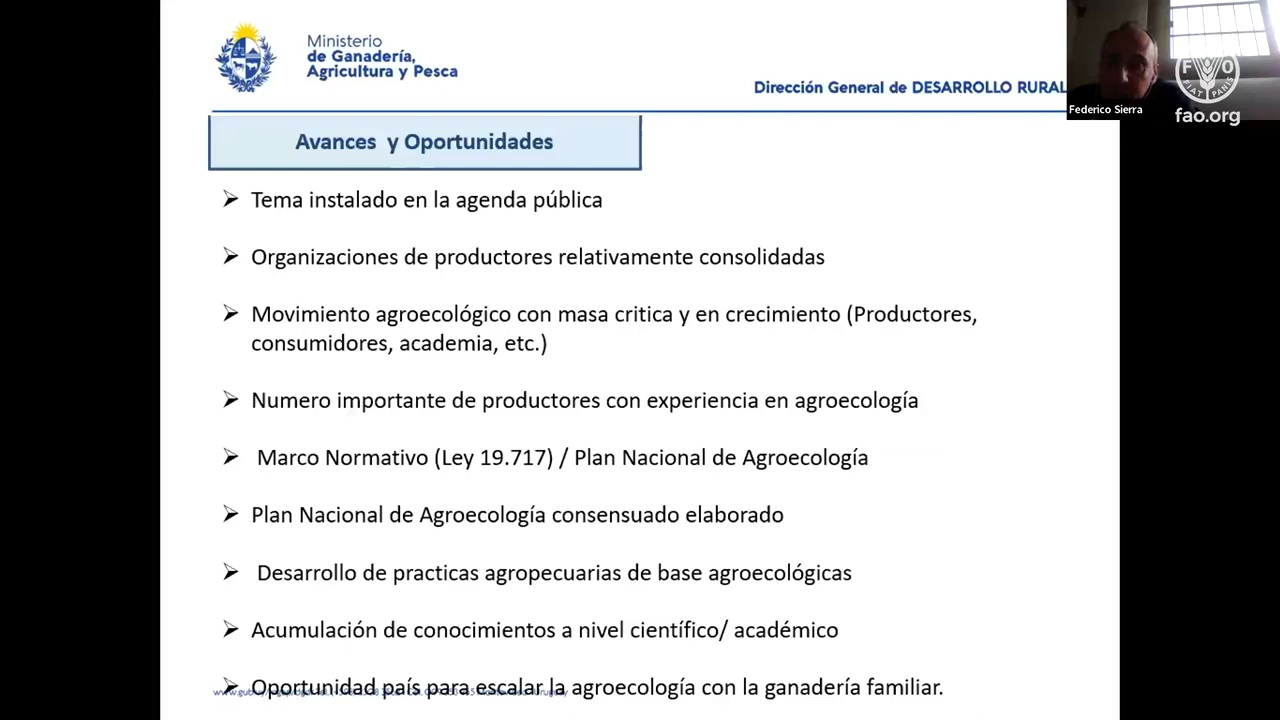 Ministerio
de Ganadería,
Agricultura y Pesca
Dirección General de DESARROLLO RURAL
Federico Sierra
F O
FIAT PANIS
fao.org
Avances y Oportunidades
Tema instalado en la agenda pública
Organizaciones de productores relativamente consolidadas
Movimiento agroecológico con masa critica y en crecimiento (Productores,
consumidores, academia, etc.)
Numero importante de productores con experiencia en agroecología
Marco Normativo (Ley 19.717) / Plan Nacional de Agroecología
Plan Nacional de Agroecología consensuado elaborado
Desarrollo de practicas agropecuarias de base agroecológicas
Acumulación de conocimientos a nivel científico/ académico
Oportunidad país para escalar la agroecología con la ganadería familiar.